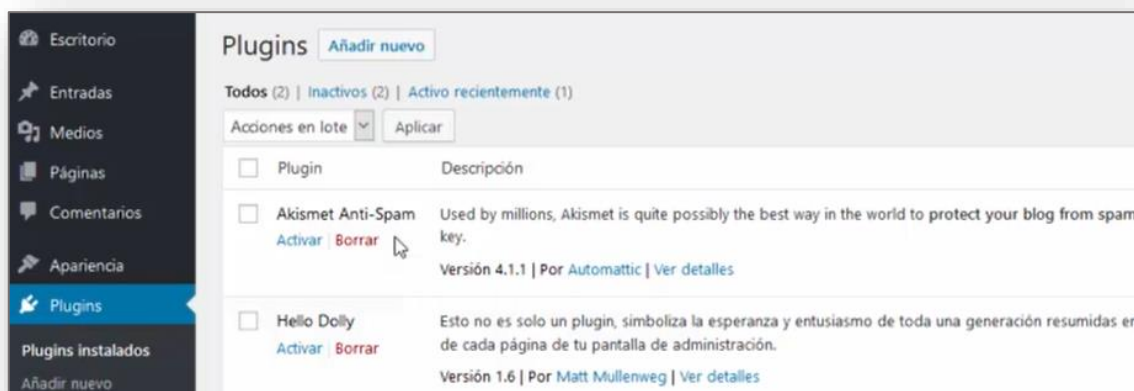 Escritorio
Entradas
Medios
Páginas
Comentarios
Apariencia
Plugins
Plugins instalados
Añadir nuevo
Plugins Añadir nuevo
Todos (2) | Inactivos (2) | Activo recientemente (1)
Acciones en lote Aplicar
Plugin Descripción
Akismet Anti-Spam
Activar | Borrar
Used by millions, Akismet is quite possibly the best way in the world to protect your blog from spam
key.
Versión 4.1.1 | Por Automattic | Ver detalles
Hello Dolly
Activar | Borrar
Esto no es solo un plugin, simboliza la esperanza y entusiasmo de toda una generación resumidas en
de cada página de tu pantalla de administración.
Versión 1.6 | Por Matt Mullenweg | Ver detalles